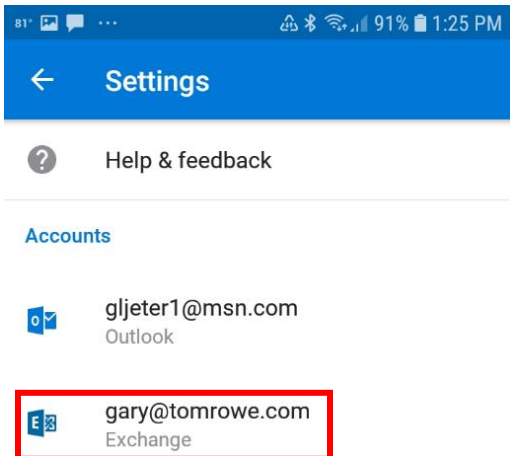 81° ... 91% 1:25 PM
Settings
Help & feedback
Accounts
gljeter1@msn.com
Outlook
gary@tomrowe.com
Exchange